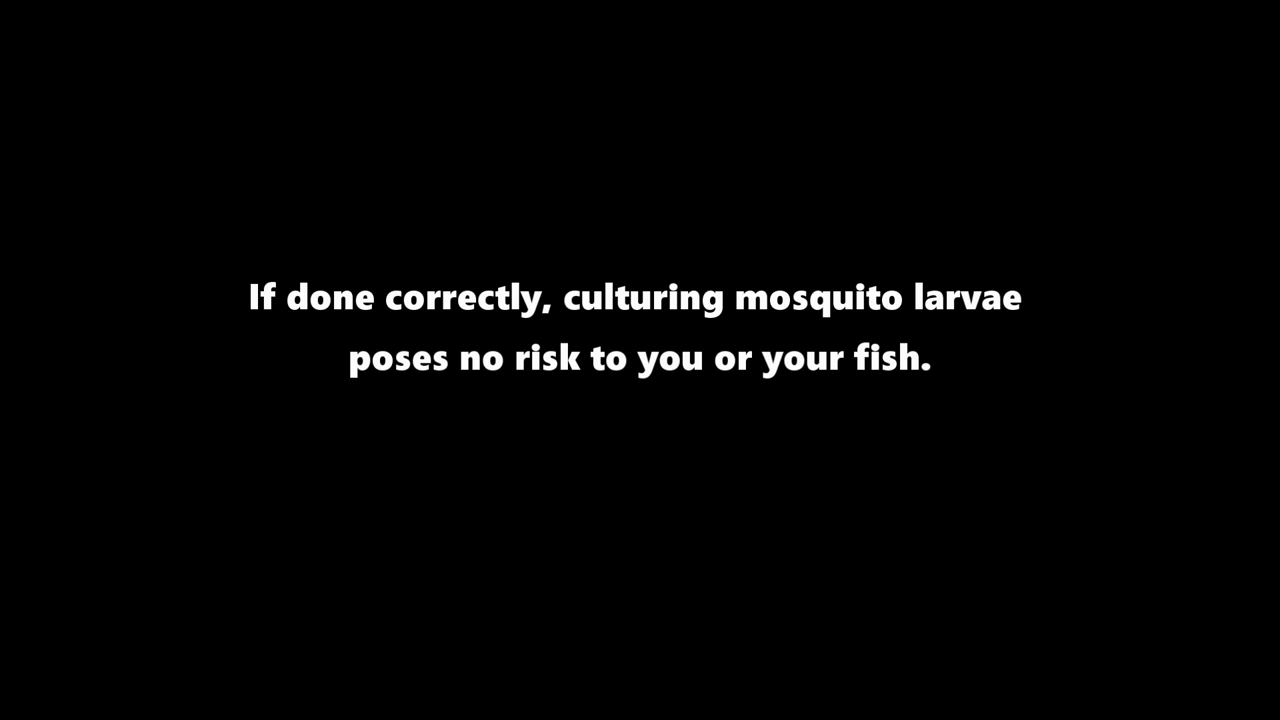 If done correctly, culturing mosquito larvae
poses no risk to you or your fish.